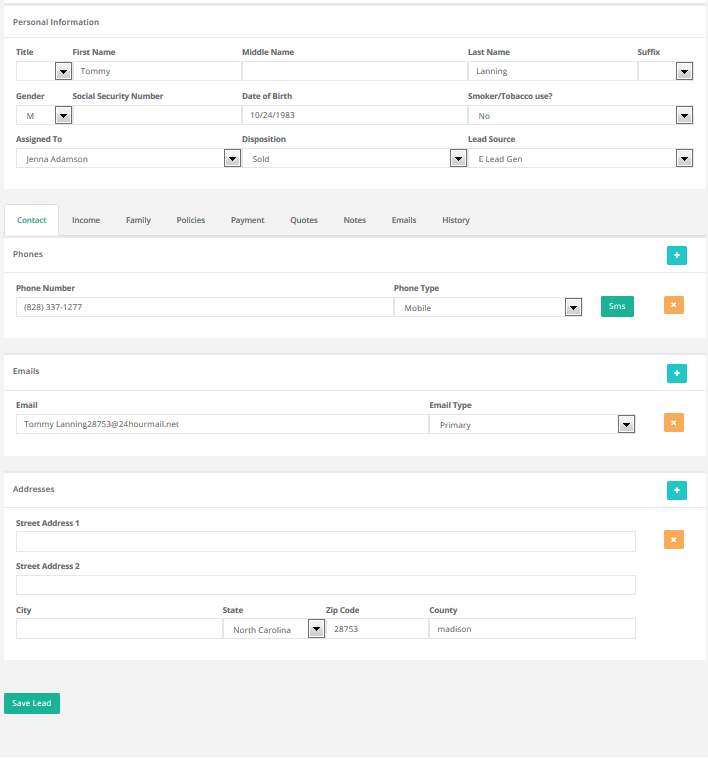 Personal Information
Title First Name Middle Name Last Name Suffix
Tommy Lanning
Gender Social Security Number Date of Birth Smoker/Tobacco use?
M 10/24/1983 No
Assigned To Disposition Lead Source
Jenna Adamson Sold E Lead Gen
Contact Income Family Policies Payment Quotes Notes Emails History
Phones +
Phone Number Phone Type
(828) 337-1277 Mobile Sms ×
Emails +
Email Email Type
Tommy Lanning28753@24hourmail.net Primary ×
Addresses +
Street Address 1
×
Street Address 2
City State Zip Code County
North Carolina 28753 madison
Save Lead